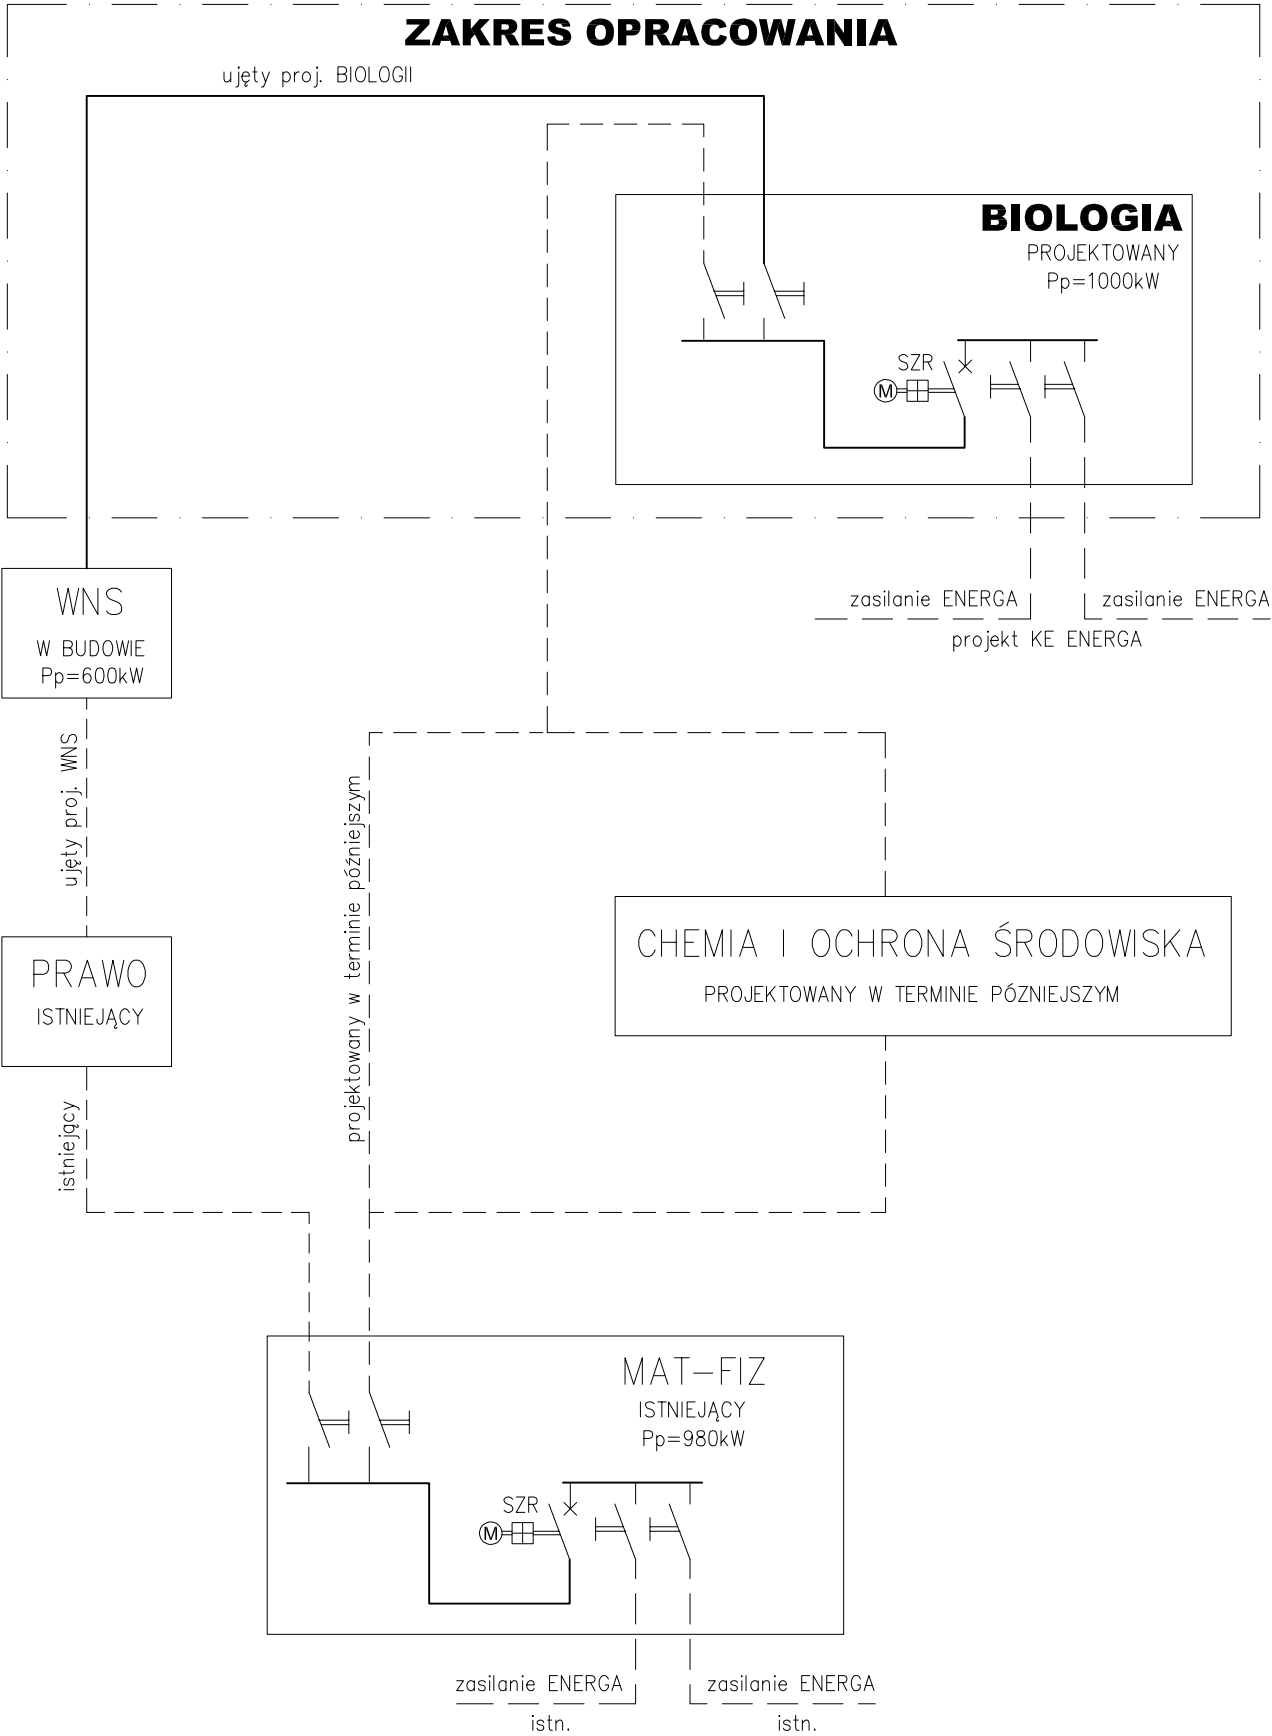 ZAKRES OPRACOWANIA
ujęty proj. BIOLOGII
BIOLOGIA
PROJEKTOWANY
Pp=1000kW
SZR
M
zasilanie ENERGA
zasilanie ENERGA
projekt KE ENERGA
WNS
W BUDOWIE
Pp=600kW
ujęty proj. WNS
projektowany w terminie późniejszym
PRAWO
ISTNIEJĄCY
CHEMIA I OCHRONA ŚRODOWISKA
PROJEKTOWANY W TERMINIE PÓZNIEJSZYM
istniejący
MAT-FIZ
ISTNIEJĄCY
Pp=980kW
SZR
M
zasilanie ENERGA
zasilanie ENERGA
istn.
istn.